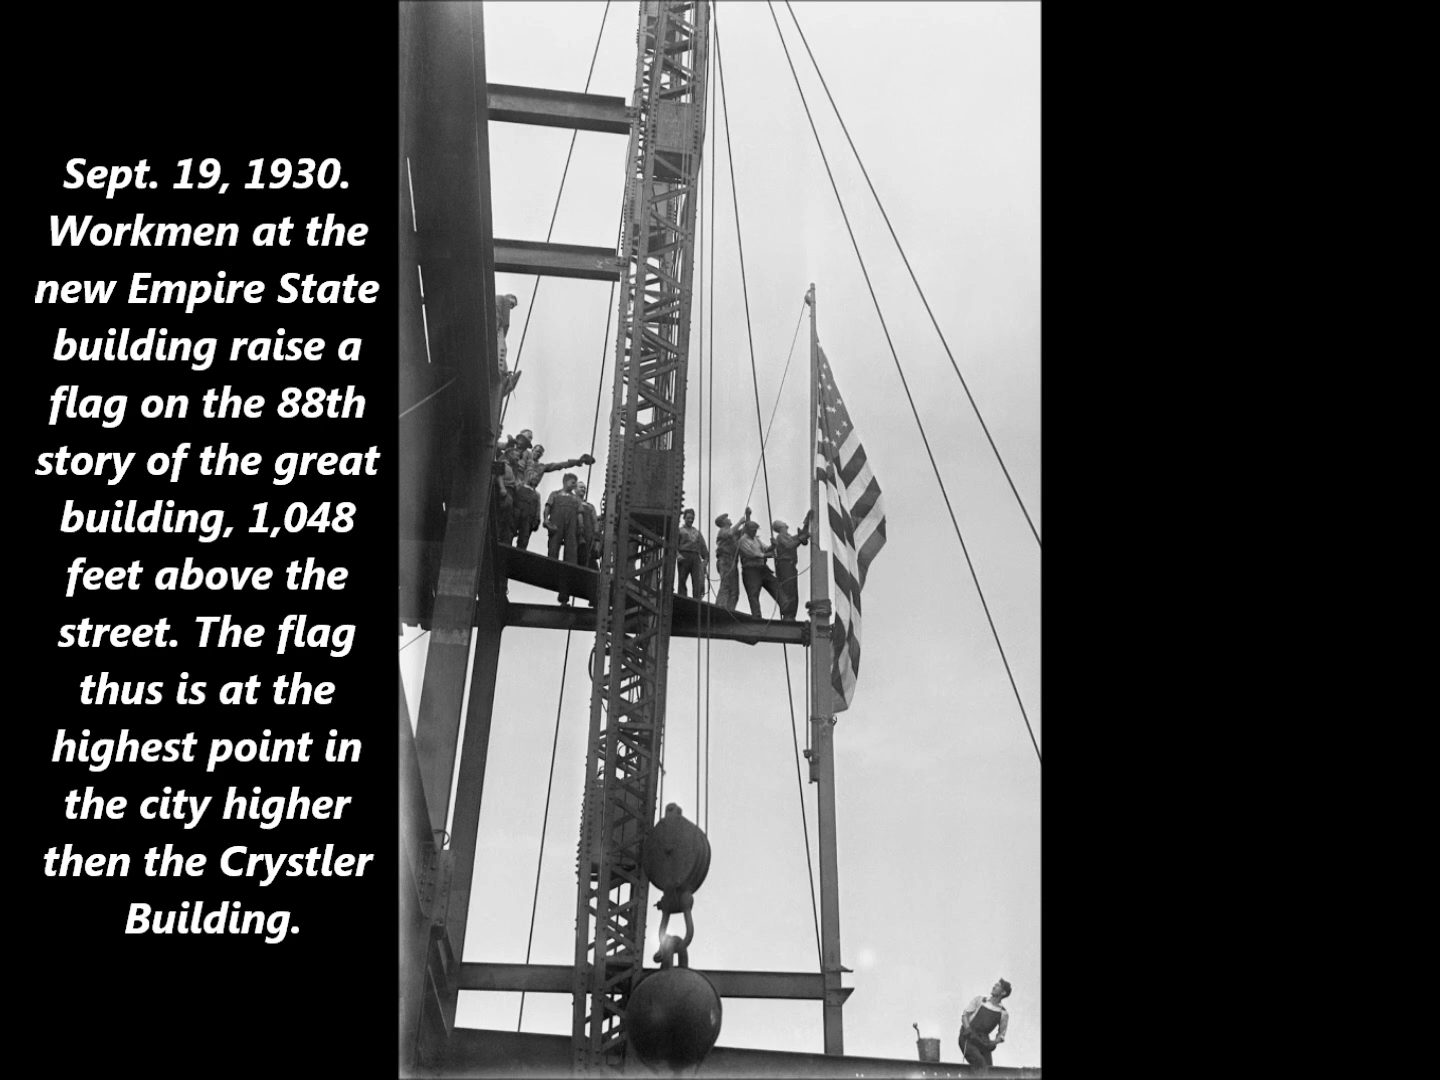 Sept. 19, 1930.
Workmen at the
new Empire State
building raise a
flag on the 88th
story of the great
building, 1,048
feet above the
street. The flag
thus is at the
highest point in
the city higher
then the Crystler
Building.